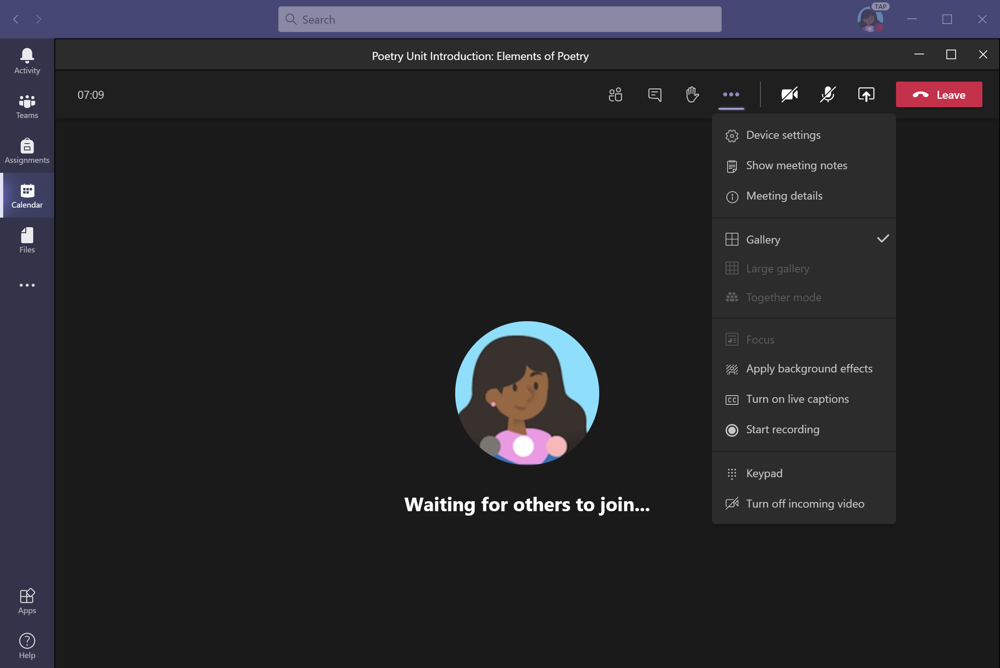 Search
TAP
Activity
Teams
Assignments
Calendar
Files
Apps
Help
Poetry Unit Introduction: Elements of Poetry
07:09
Leave
Device settings
Show meeting notes
Meeting details
Gallery
Large gallery
Together mode
Focus
Apply background effects
CC Turn on live captions
Start recording
Keypad
Turn off incoming video
Waiting for others to join...